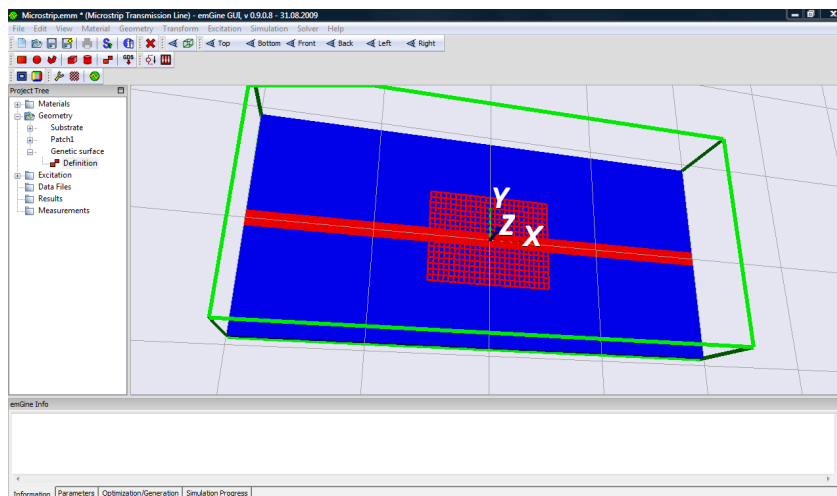 Microstrip.emm * (Microstrip Transmission Line) - emGine GUI, v 0.9.0.8 - 31.08.2009
File Edit View Material Geometry Transform Excitation Simulation Solver Help
Top Bottom Front Back Left Right
GDS
Project Tree
Materials
Geometry
Substrate
Patch1
Genetic surface
Definition
Excitation
Data Files
Results
Measurements
Y
Z
X
emGine Info
Information Parameters Optimization/Generation Simulation Progress